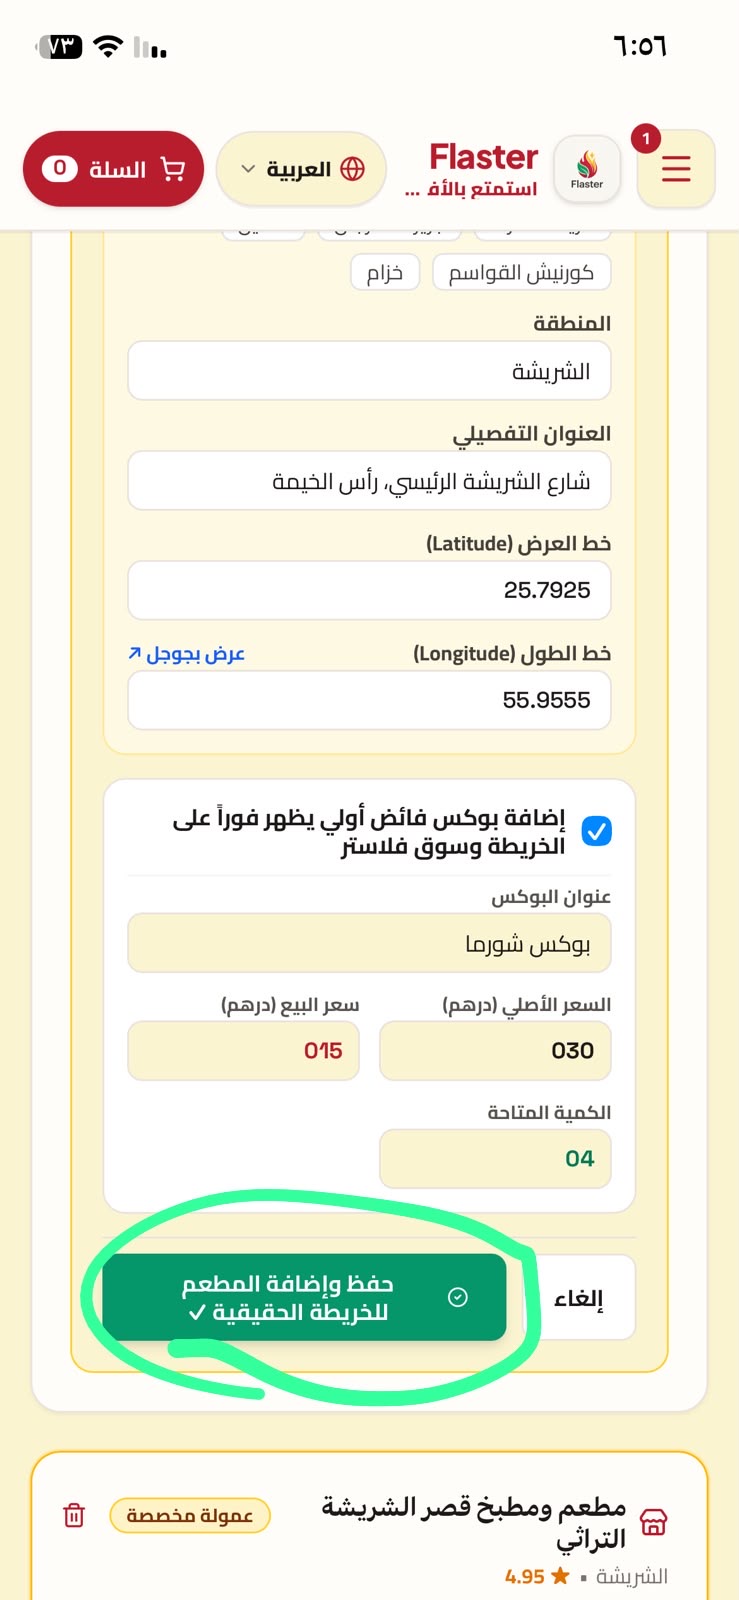 ٦:٥٦
٧٣
1
Flaster
Flaster
استمتع بالأف ...
العربية
السلة 0
كورنيش القواسم
خزام
المنطقة
الشريشة
العنوان التفصيلي
شارع الشريشة الرئيسي، رأس الخيمة
خط العرض (Latitude)
25.7925
خط الطول (Longitude)
عرض بجوجل ↗
55.9555
إضافة بوكس فائض أولي يظهر فوراً على
الخريطة وسوق فلاستر
عنوان البوكس
بوكس شورما
السعر الأصلي (درهم)
سعر البيع (درهم)
030
015
الكمية المتاحة
04
إلغاء
حفظ وإضافة المطعم
للخريطة الحقيقية ✓
مطعم ومطبخ قصر الشريشة
التراثي
عمولة مخصصة
الشريشة ▪ ★ 4.95